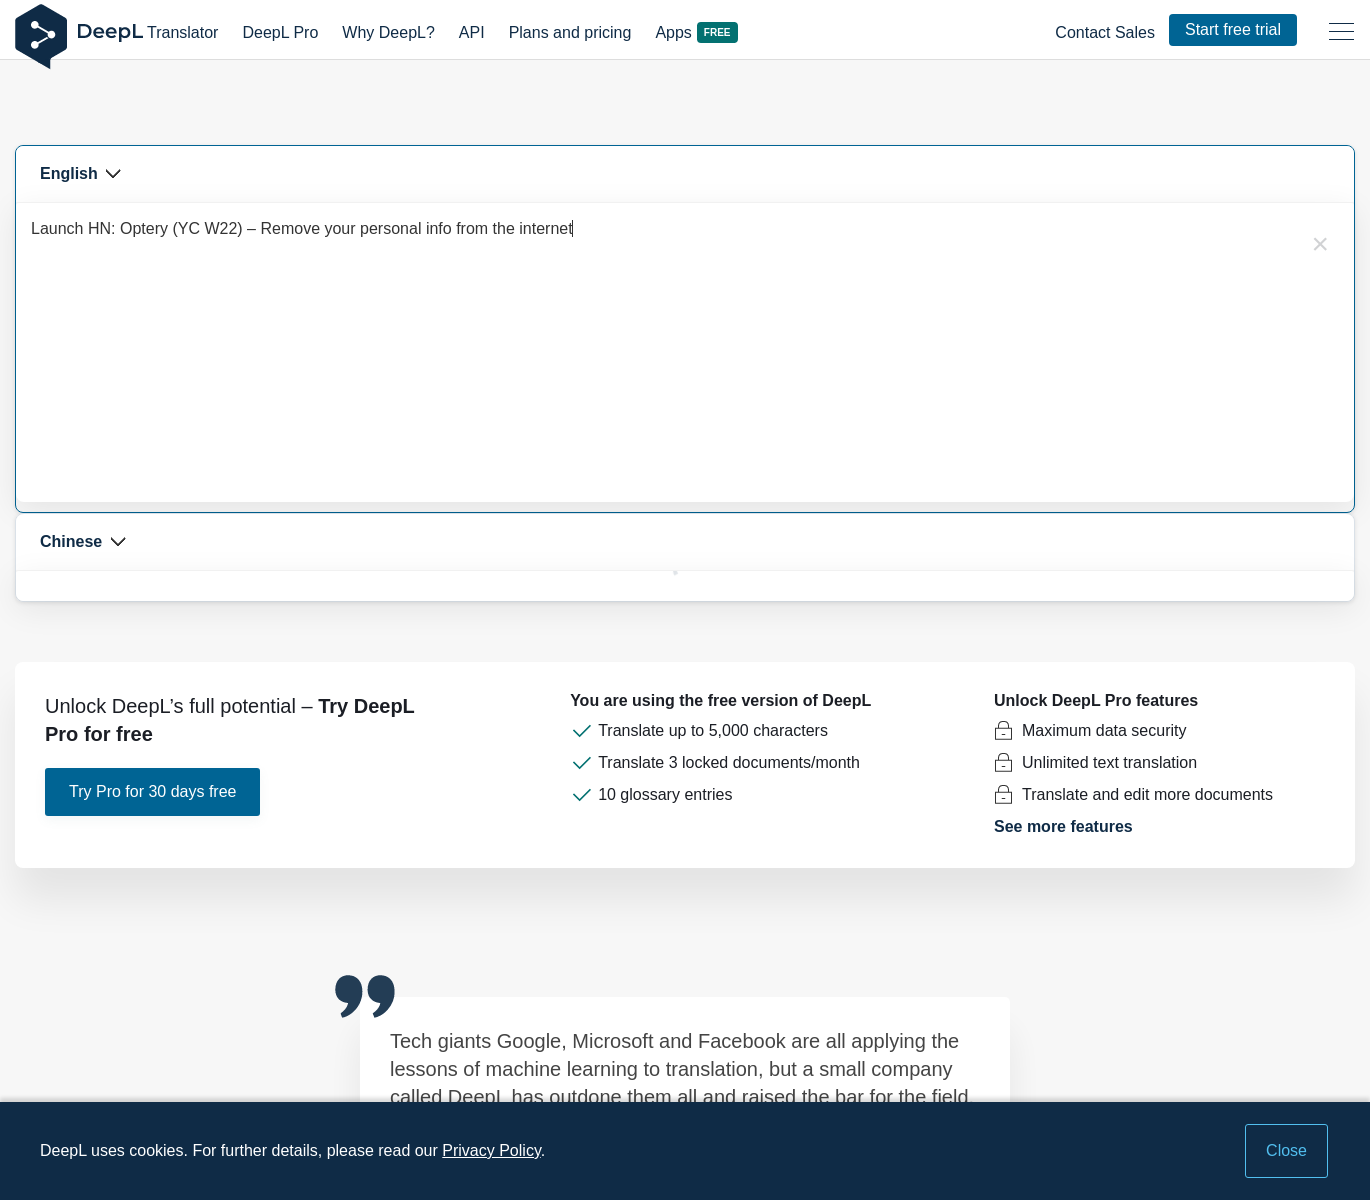 DeepL Translator DeepL Pro Why DeepL? API Plans and pricing Apps FREE Contact Sales Start free trial
English
Launch HN: Optery (YC W22) – Remove your personal info from the internet
Chinese
Unlock DeepL’s full potential – Try DeepL
Pro for free
Try Pro for 30 days free
You are using the free version of DeepL
Translate up to 5,000 characters
Translate 3 locked documents/month
10 glossary entries
Unlock DeepL Pro features
Maximum data security
Unlimited text translation
Translate and edit more documents
See more features
Tech giants Google, Microsoft and Facebook are all applying the
lessons of machine learning to translation, but a small company
called DeepL has outdone them all and raised the bar for the field.
DeepL uses cookies. For further details, please read our Privacy Policy.
Close